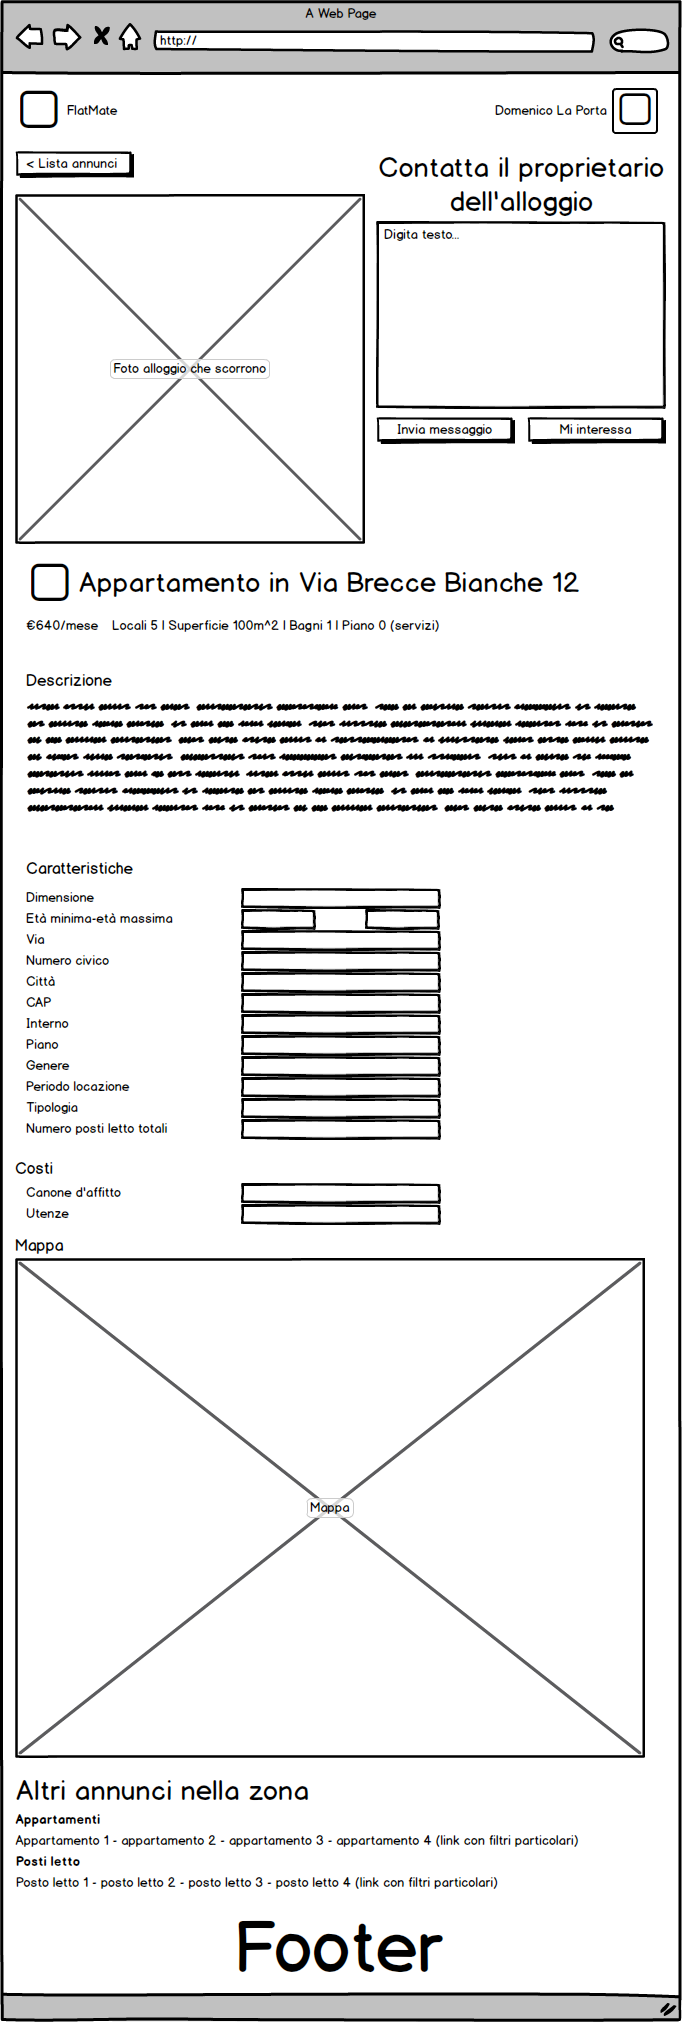 A Web Page
http://
FlatMate
Domenico La Porta
< Lista annunci
Contatta il proprietario
dell'alloggio
Digita testo...
Foto alloggio che scorrono
Invia messaggio
Mi interessa
Appartamento in Via Brecce Bianche 12
€640/mese Locali 5 | Superficie 100m^2 | Bagni 1 | Piano 0 (servizi)
Descrizione
Caratteristiche
Dimensione
Età minima-età massima
Via
Numero civico
Città
CAP
Interno
Piano
Genere
Periodo locazione
Tipologia
Numero posti letto totali
Costi
Canone d'affitto
Utenze
Mappa
Mappa
Altri annunci nella zona
Appartamenti
Appartamento 1 - appartamento 2 - appartamento 3 - appartamento 4 (link con filtri particolari)
Posti letto
Posto letto 1 - posto letto 2 - posto letto 3 - posto letto 4 (link con filtri particolari)
Footer